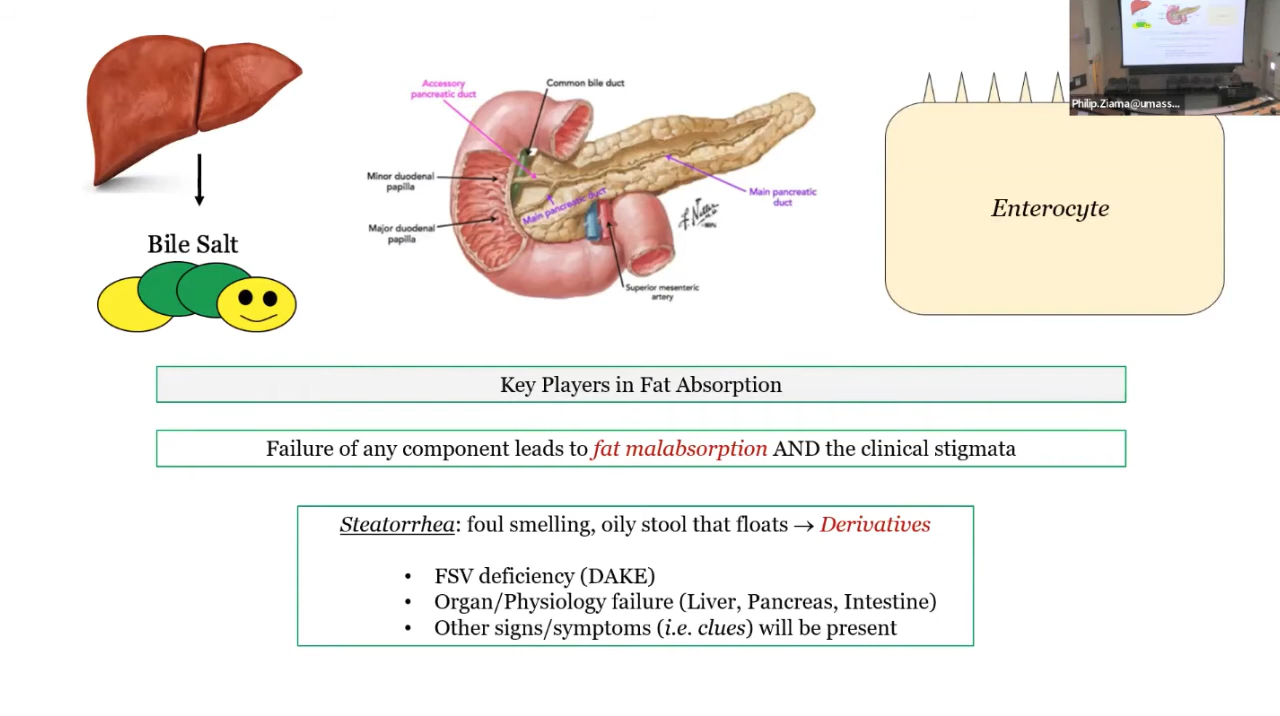 Accessory
pancreatic duct
Common bile duct
Minor duodenal
papilla
Major duodenal
papilla
Main pancreatic duct
Main pancreatic
duct
Superior mesenteric
artery
Philip.Ziama@umass...
Enterocyte
Bile Salt
Key Players in Fat Absorption
Failure of any component leads to fat malabsorption AND the clinical stigmata
Steatorrhea: foul smelling, oily stool that floats → Derivatives
• FSV deficiency (DAKE)
• Organ/Physiology failure (Liver, Pancreas, Intestine)
• Other signs/symptoms (i.e. clues) will be present